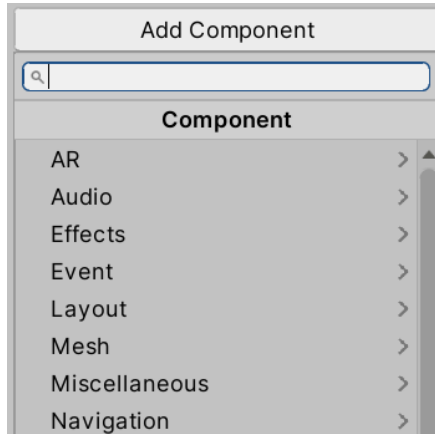 Add Component
Component
AR
Audio
Effects
Event
Layout
Mesh
Miscellaneous
Navigation